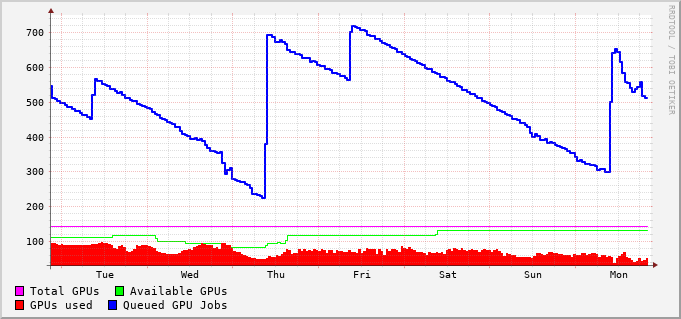 700
600
500
400
300
200
100
Tue Wed Thu Fri Sat Sun Mon
Total GPUs Available GPUs
GPUs used Queued GPU Jobs
RRDTOOL / TOBI OETIKER